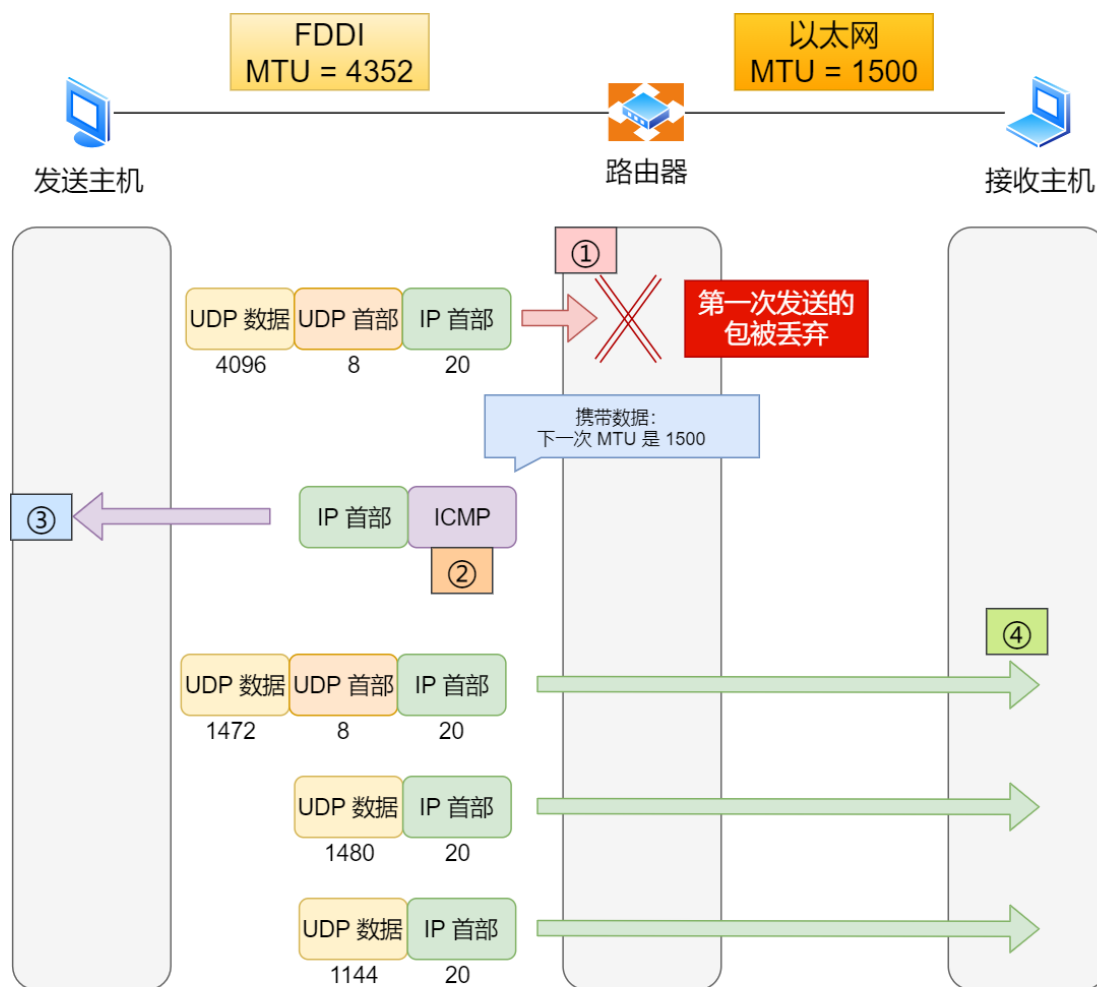 FDDI
MTU = 4352
以太网
MTU = 1500
发送主机
路由器
接收主机
①
第一次发送的
包被丢弃
UDP 数据 UDP 首部 IP 首部
4096 8 20
携带数据：
下一次 MTU 是 1500
③
IP 首部 ICMP
②
④
UDP 数据 UDP 首部 IP 首部
1472 8 20
UDP 数据 IP 首部
1480 20
UDP 数据 IP 首部
1144 20